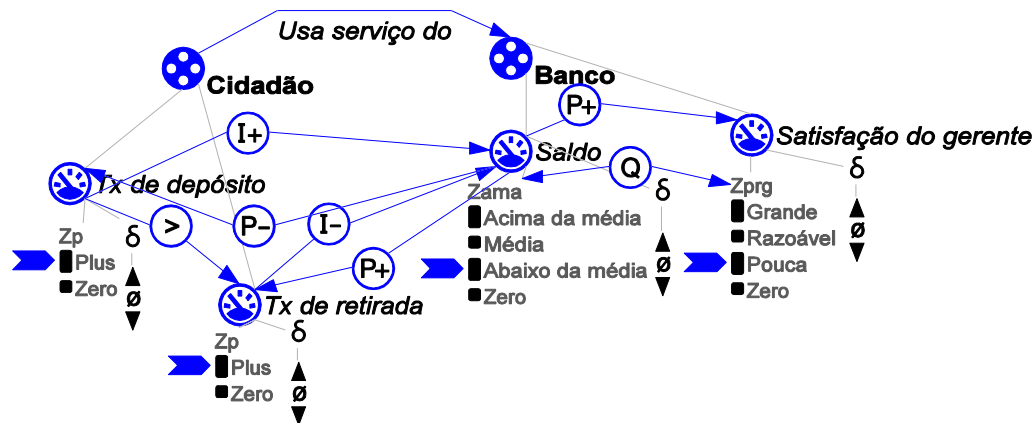 Usa serviço do
Cidadão
Banco
P+
I+
Satisfação do gerente
Saldo
Q
δ
Tx de depósito
Zama
Zprg
δ
Acima da média
Grande
>
P-
I-
Média
Razoável
ø
Zp
δ
Plus
Zero
ø
P+
Abaixo da média
ø
Pouca
Zero
Zero
Tx de retirada
Zp
δ
Plus
Zero
ø